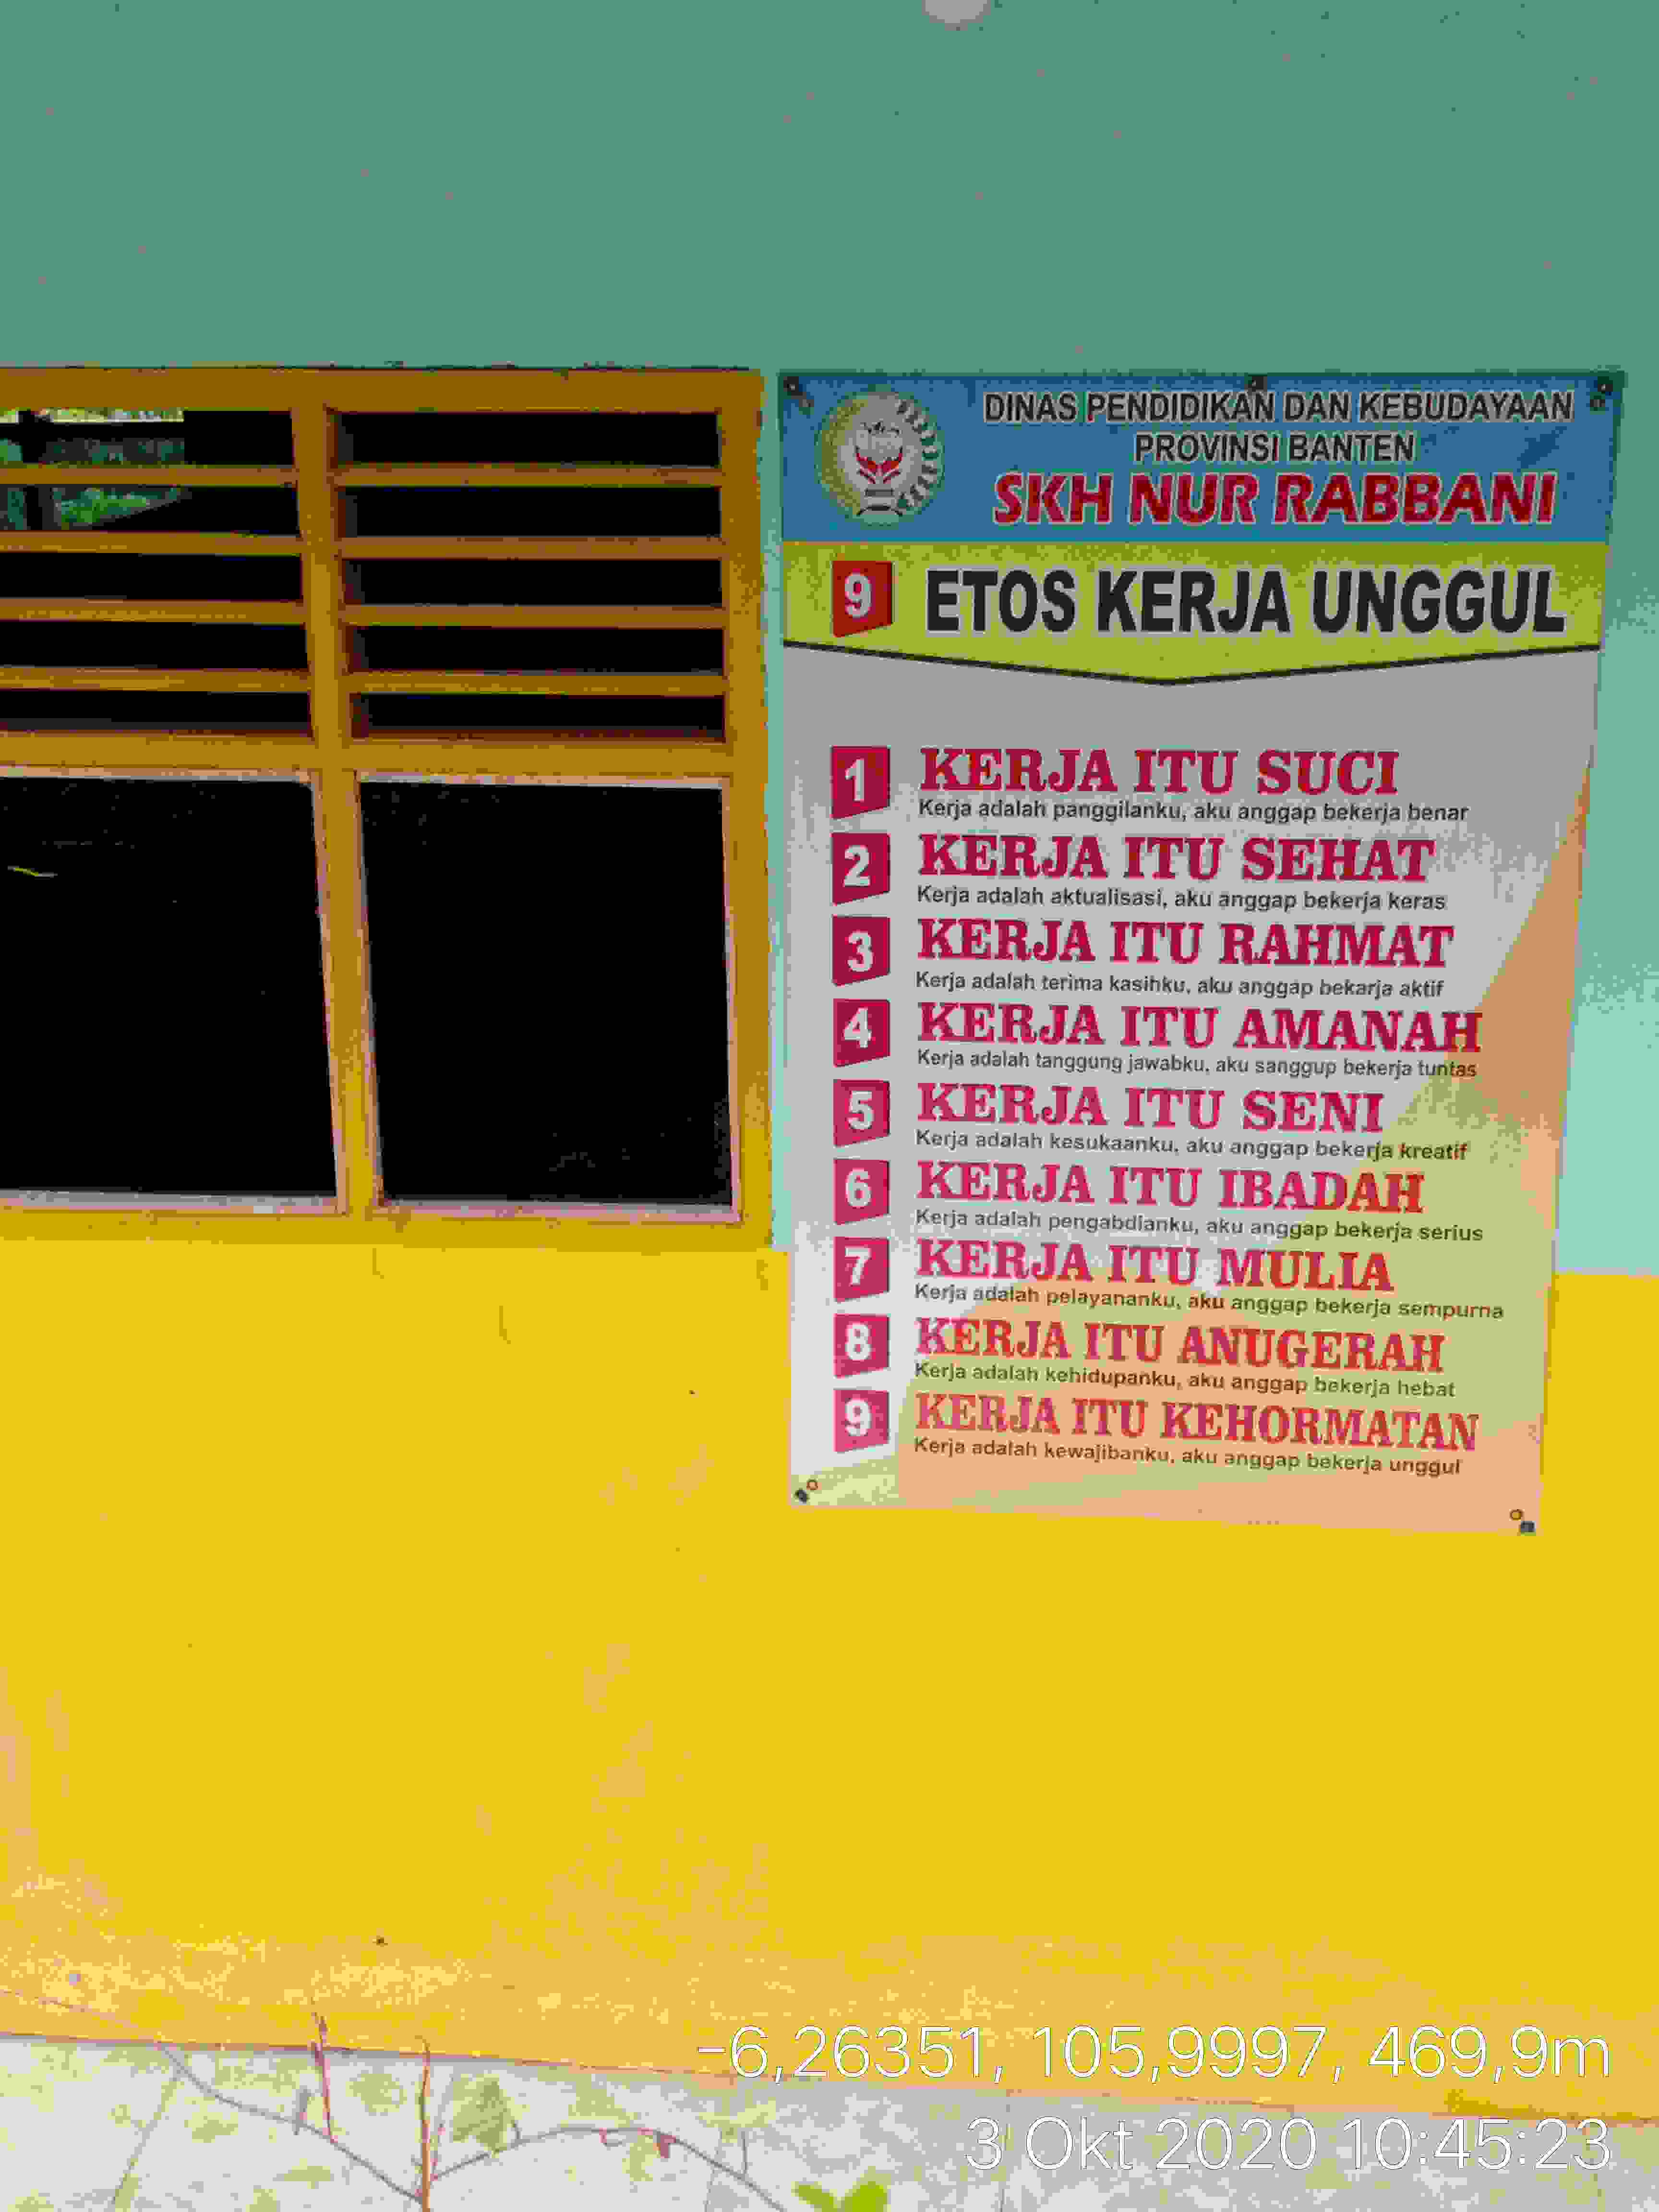 DINAS PENDIDIKAN DAN KEBUDAYAAN
PROVINSI BANTEN
SKH NUR RABBANI
9 ETOS KERJA UNGGUL
1 KERJA ITU SUCI
Kerja adalah panggilanku, aku anggap bekerja benar
2 KERJA ITU SEHAT
Kerja adalah aktualisasi, aku anggap bekerja keras
3 KERJA ITU RAHMAT
Kerja adalah terima kasihku, aku anggap bekarja aktif
4 KERJA ITU AMANAH
Kerja adalah tanggung jawabku, aku sanggup bekerja tuntas
5 KERJA ITU SENI
Kerja adalah kesukaanku, aku anggap bekerja kreatif
6 KERJA ITU IBADAH
Kerja adalah pengabdianku, aku anggap bekerja serius
7 KERJA ITU MULIA
Kerja adalah pelayananku, aku anggap bekerja sempurna
8 KERJA ITU ANUGERAH
Kerja adalah kehidupanku, aku anggap bekerja hebat
9 KERJA ITU KEHORMATAN
Kerja adalah kewajibanku, aku anggap bekerja unggul
-6,26351, 105,9997, 469,9m
3 Okt 2020 10:45:23